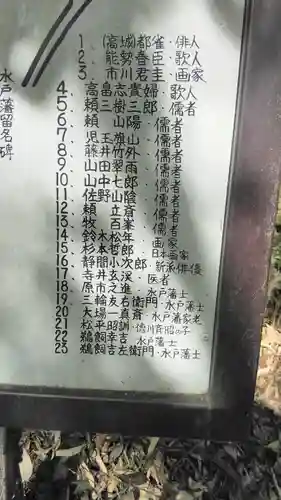 水戸藩留名碑
1 (高城)都雀・俳人
2 能勢春臣・歌人
3 市川君圭・画家
4 高畠志貴婦・歌人
5 頼三樹三郎・儒者
6 頼 山陽・儒者
7 児玉旗山・儒者
8 藤井竹外・儒者
9 山田翠雨・儒者
10 山中七郎・儒者
11 佐野山陰・儒者
12 頼 立斎・儒者
13 牧 百峯・儒者
14 鈴木松年・画家
15 杉本哲郎・日本画家
16 静間小次郎・新派俳優
17 寺井玄溪・医者
18 原市之進・水戸藩士
19 三輪友右衛門・水戸藩士
20 大場一真斎・水戸藩家老
21 松平昭訓・徳川斉昭の子
22 鵜飼幸吉・水戸藩士
23 鵜飼吉左衛門・水戸藩士